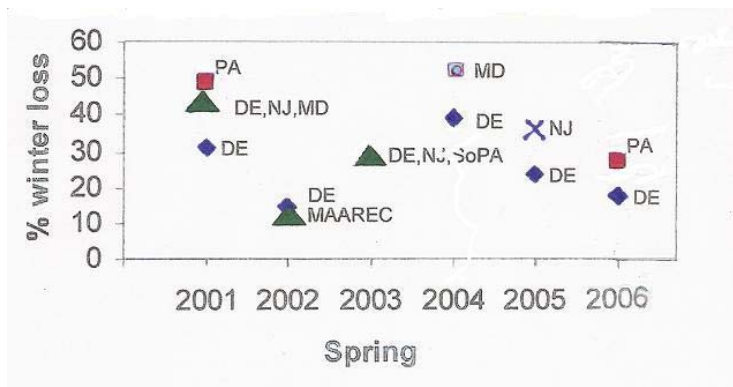 % winter loss
60
50
40
30
20
10
0
PA
DE,NJ,MD
DE
DE
MAAREC
DE,NJ,SoPA
MD
DE
NJ
DE
PA
DE
2001 2002 2003 2004 2005 2006
Spring